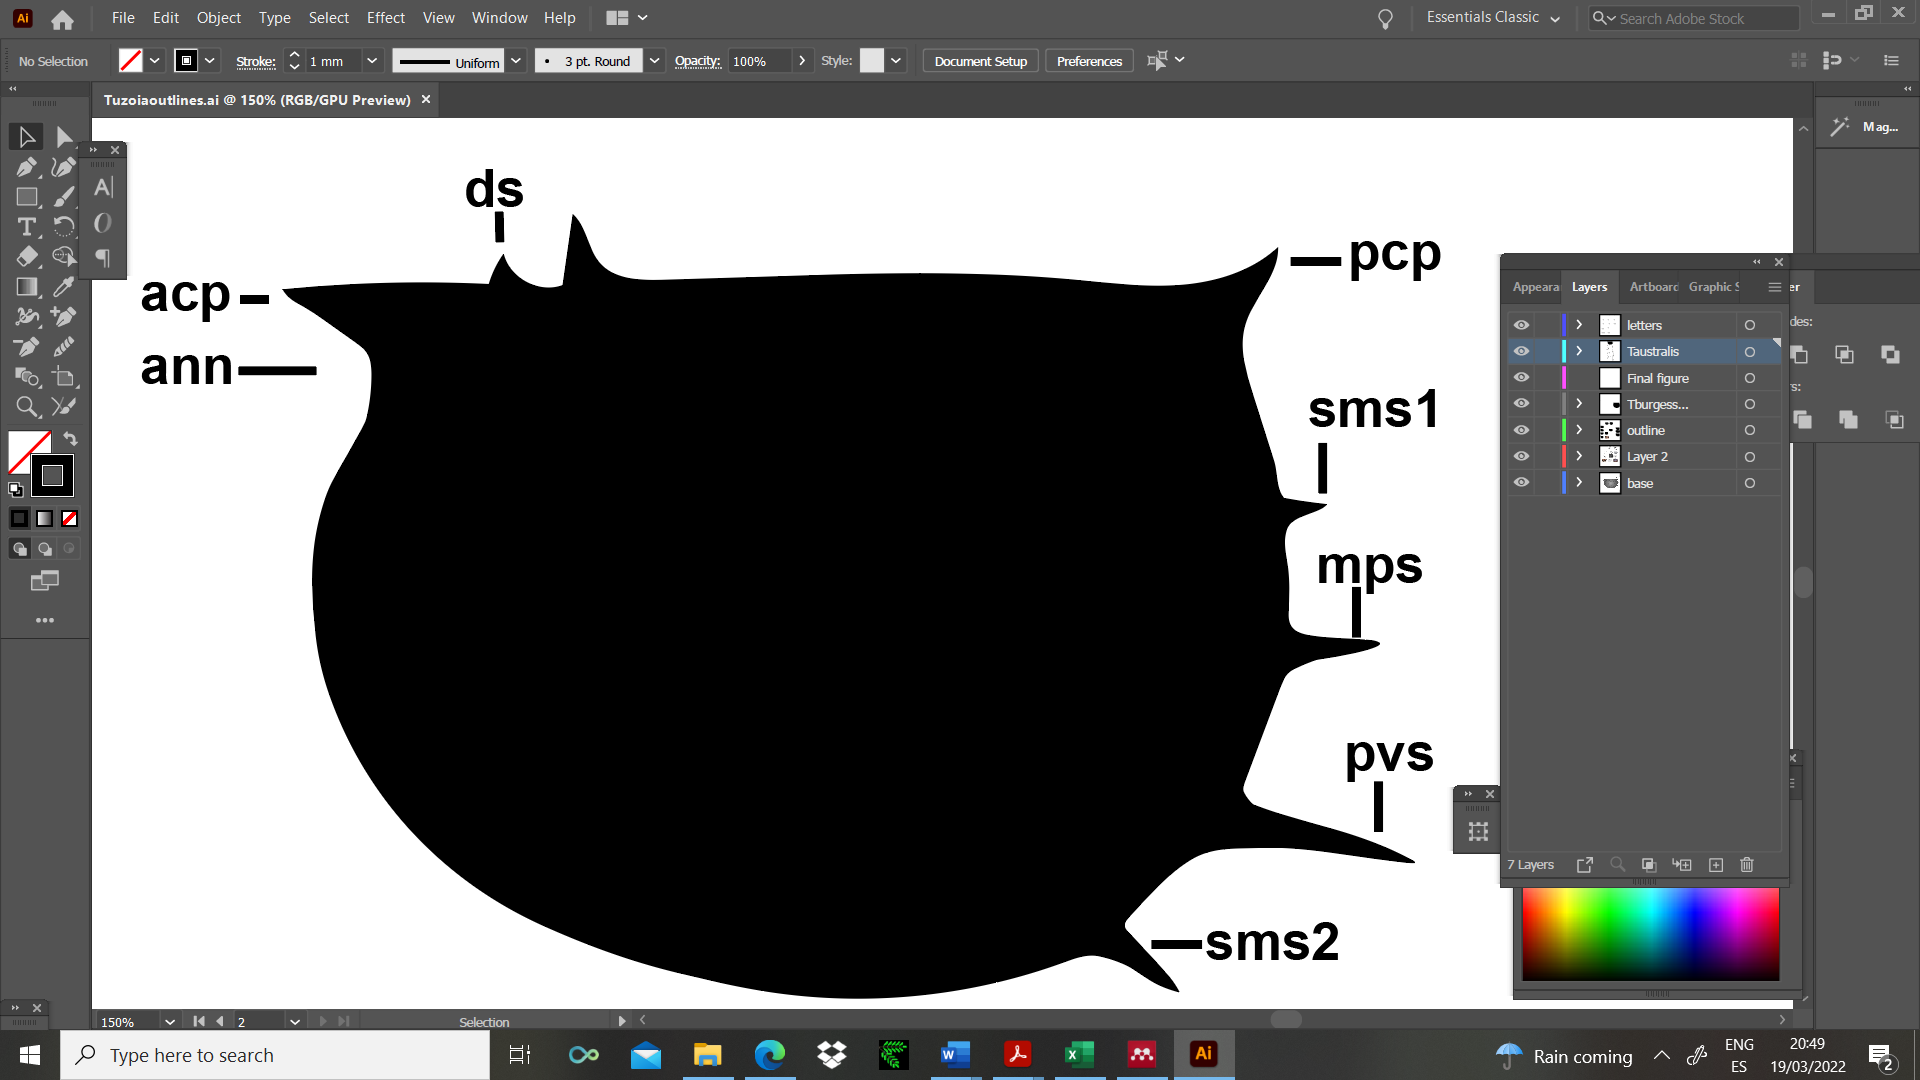 Ai File Edit Object Type Select Effect View Window Help Essentials Classic Search Adobe Stock
No Selection Stroke: 1 mm Uniform 3 pt. Round Opacity: 100% Style: Document Setup Preferences
Tuzoiaoutlines.ai @ 150% (RGB/GPU Preview)
Mag...
ds
pcp
acp
ann
sms1
mps
pvs
sms2
Appeara Layers Artboard Graphic S er
letters
des:
Taustralis
Final figure
s:
Tburgess...
outline
Layer 2
base
7 Layers
150% 2 Selection
Type here to search
Rain coming
ENG
ES
20:49
19/03/2022
2